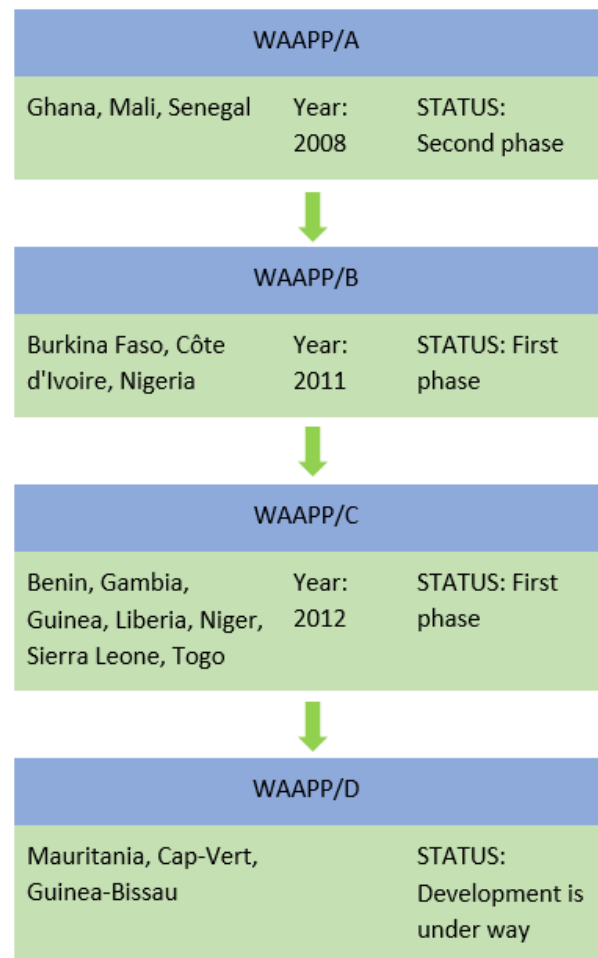 WAAPP/A
Ghana, Mali, Senegal
Year:
2008
STATUS:
Second phase
WAAPP/B
Burkina Faso, Côte
d'Ivoire, Nigeria
Year:
2011
STATUS: First
phase
WAAPP/C
Benin, Gambia,
Guinea, Liberia, Niger,
Sierra Leone, Togo
Year:
2012
STATUS: First
phase
WAAPP/D
Mauritania, Cap-Vert,
Guinea-Bissau
STATUS:
Development is
under way